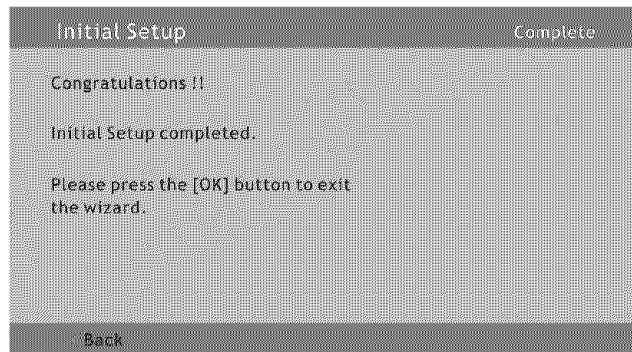 Initial Setup
Complete
Congratulations !!
Initial Setup completed.
Please press the [OK] button to exit
the wizard.
Back